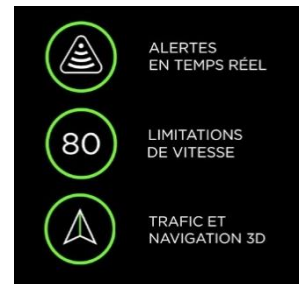 ALERTES
EN TEMPS RÉEL
80
LIMITATIONS
DE VITESSE
TRAFIC ET
NAVIGATION 3D